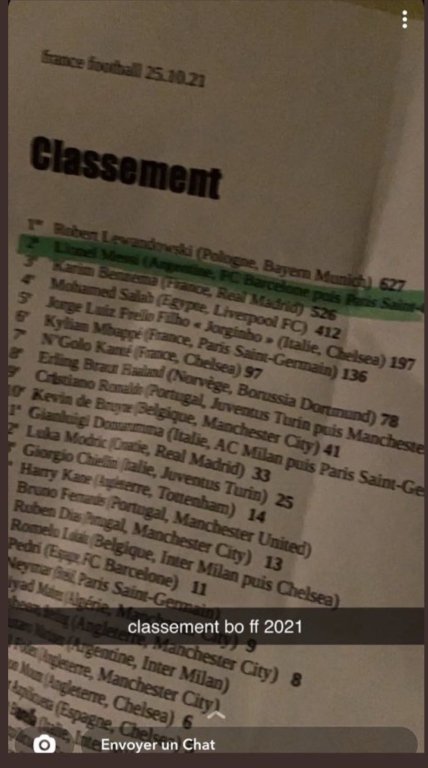 france football 25.10.21
Classement
1er Robert Lewandowski (Pologne, Bayern Munich) 627
2e Lionel Messi (Argentine, FC Barcelone puis Paris Saint-
3e Karim Benzema (France, Real Madrid) 526
4e Mohamed Salah (Egypte, Liverpool FC) 412
5e Jorge Luiz Frello Filho « Jorginho » (Italie, Chelsea) 197
6e Kylian Mbappé (France, Paris Saint-Germain) 136
7e N'Golo Kanté (France, Chelsea) 97
8e Erling Braut Haaland (Norvège, Borussia Dortmund) 78
9e Cristiano Ronaldo (Portugal, Juventus Turin puis Mancheste
10e Kevin de Bruyne (Belgique, Manchester City) 41
Gianluigi Donnarumma (Italie, AC Milan puis Paris Saint-Ge
Luka Modric (Croatie, Real Madrid) 33
Giorgio Chiellini (Italie, Juventus Turin) 25
Harry Kane (Angleterre, Tottenham) 14
Bruno Fernandes (Portugal, Manchester United)
Ruben Dias (Portugal, Manchester City) 13
Romelu Lukaku (Belgique, Inter Milan puis Chelsea)
Pedri (Espagne, FC Barcelone) 11
Neymar (Brésil, Paris Saint-Germain)
(Algérie, Manchester City) 9
(Angleterre, Manchester City) 8
(Argentine, Inter Milan)
(Angleterre, Manchester City)
(Angleterre, Chelsea) 6
(Espagne, Chelsea)
classement bo ff 2021
Envoyer un Chat